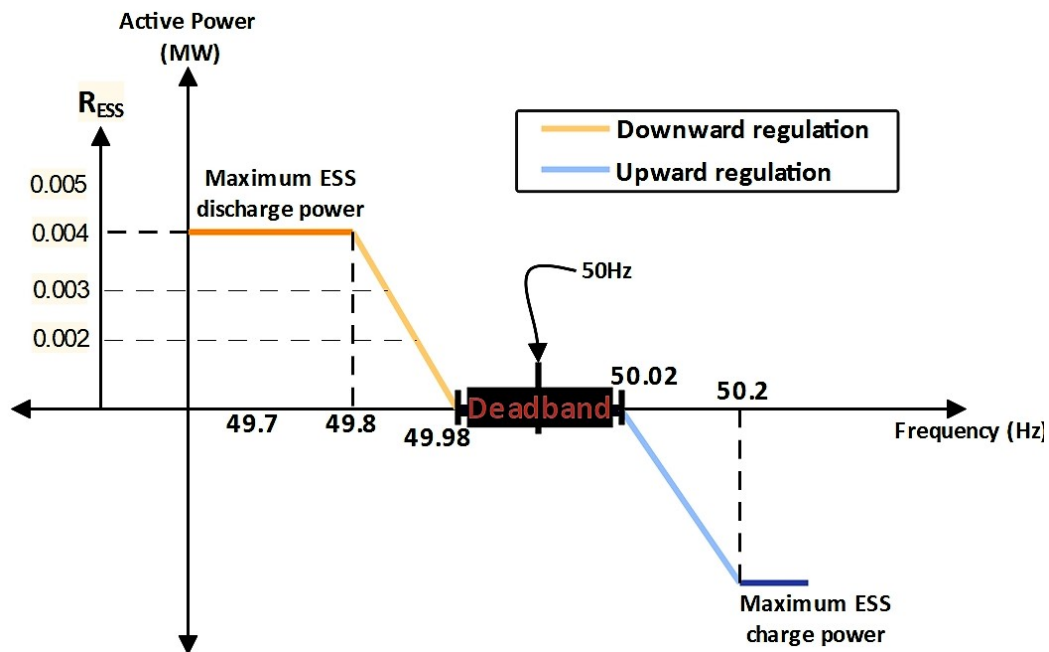 Active Power
(MW)
R_ESS
Downward regulation
Upward regulation
0.005
Maximum ESS
discharge power
0.004
50Hz
0.003
0.002
50.02
50.2
Deadband
49.7
49.8
49.98
Frequency (Hz)
Maximum ESS
charge power